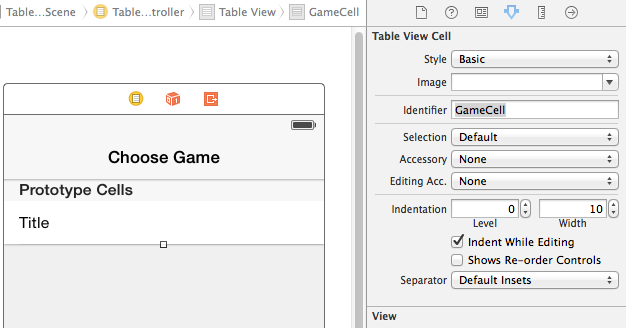 Table...Scene
Table...troller
Table View
GameCell
Choose Game
Prototype Cells
Title
Table View Cell
Style Basic
Image
Identifier GameCell
Selection Default
Accessory None
Editing Acc. None
Indentation 0 10
Level Width
Indent While Editing
Shows Re-order Controls
Separator Default Insets
View